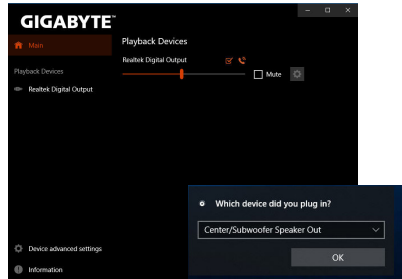 GIGABYTE™
Main
Playback Devices
Realtek Digital Output
Playback Devices
Realtek Digital Output
Mute
Device advanced settings
Information
Which device did you plug in?
Center/Subwoofer Speaker Out
OK